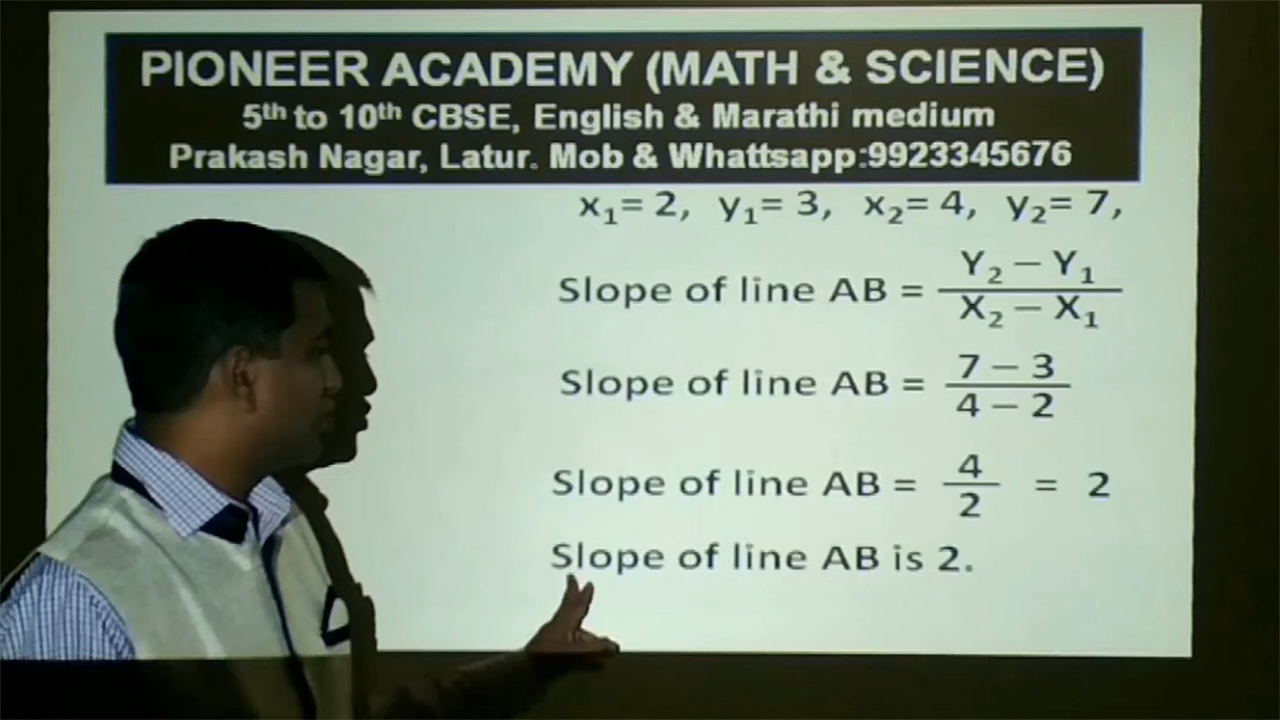 PIONEER ACADEMY (MATH & SCIENCE)
5th to 10th CBSE, English & Marathi medium
Prakash Nagar, Latur. Mob & Whattsapp:9923345676
x₁= 2, y₁= 3, x₂= 4, y₂= 7,
Slope of line AB = Y₂ − Y₁ / X₂ − X₁
Slope of line AB = 7 − 3 / 4 − 2
Slope of line AB = 4 / 2 = 2
Slope of line AB is 2.